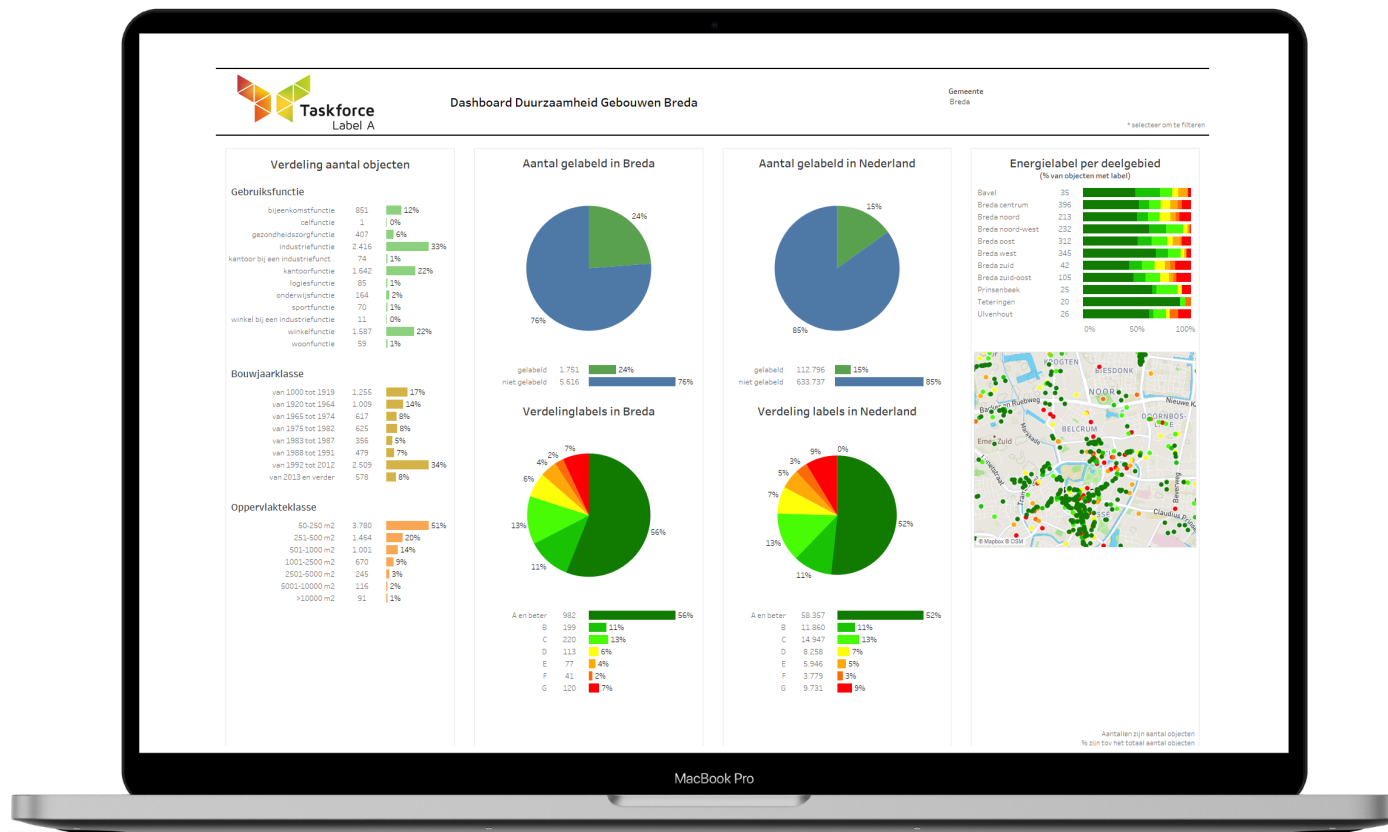 Taskforce
Label A
Dashboard Duurzaamheid Gebouwen Breda
Gemeente
Breda
* selecteer om te filteren
Verdeling aantal objecten
Gebruiksfunctie
bijeenkomstfunctie 851 12%
celfunctie 1 0%
gezondheidszorgfunctie 407 6%
industriefunctie 2.416 33%
kantoor bij een industriefunct.. 74 1%
kantoorfunctie 1.642 22%
logiesfunctie 85 1%
onderwijsfunctie 164 2%
sportfunctie 70 1%
winkel bij een industriefunctie 11 0%
winkelfunctie 1.587 22%
woonfunctie 59 1%
Bouwjaarklasse
van 1000 tot 1919 1.255 17%
van 1920 tot 1964 1.009 14%
van 1965 tot 1974 617 8%
van 1975 tot 1982 625 8%
van 1983 tot 1987 356 5%
van 1988 tot 1991 479 7%
van 1992 tot 2012 2.509 34%
van 2013 en verder 578 8%
Oppervlakteklasse
50-250 m2 3.780 51%
251-500 m2 1.464 20%
501-1000 m2 1.001 14%
1001-2500 m2 670 9%
2501-5000 m2 245 3%
5001-10000 m2 116 2%
>10000 m2 91 1%
Aantal gelabeld in Breda
24%
76%
gelabeld 1.751 24%
niet gelabeld 5.616 76%
Verdelinglabels in Breda
7%
2%
4%
6%
13%
11%
56%
A en beter 982 56%
B 199 11%
C 220 13%
D 113 6%
E 77 4%
F 41 2%
G 120 7%
Aantal gelabeld in Nederland
15%
85%
gelabeld 112.796 15%
niet gelabeld 633.737 85%
Verdeling labels in Nederland
0%
9%
3%
5%
7%
13%
11%
52%
A en beter 58.357 52%
B 11.860 11%
C 14.947 13%
D 8.258 7%
E 5.946 5%
F 3.779 3%
G 9.731 9%
Energielabel per deelgebied
(% van objecten met label)
Bavel 35
Breda centrum 396
Breda noord 213
Breda noord-west 232
Breda oost 312
Breda west 345
Breda zuid 42
Breda zuid-oost 105
Prinsenbeek 25
Teteringen 20
Ulvenhout 26
0% 50% 100%
BIESDONK
NOORD
Nieuwe K
DOORNBOS-
BELCRUM
Markkade
Emer Zuid
Beverweg
Claudius Prinsen
© Mapbox © OSM
Aantallen zijn aantal objecten
% zijn tov het totaal aantal objecten
MacBook Pro